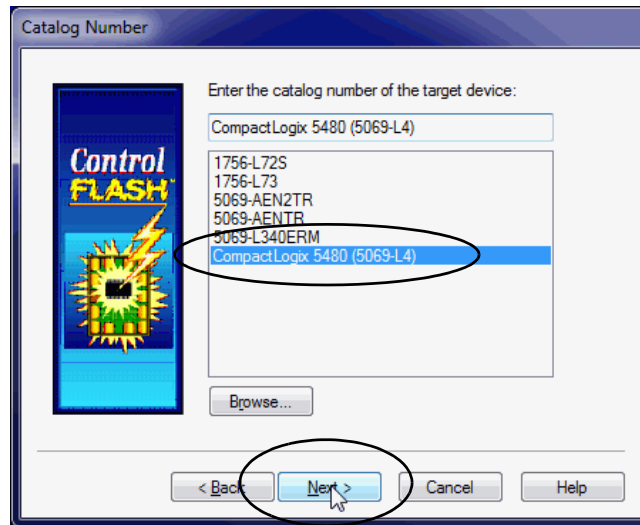 Catalog Number
Enter the catalog number of the target device:
CompactLogix 5480 (5069-L4)
Control
FLASH
1756-L72S
1756-L73
5069-AEN2TR
5069-AENTR
5069-L340ERM
CompactLogix 5480 (5069-L4)
Browse...
< Back
Next >
Cancel
Help